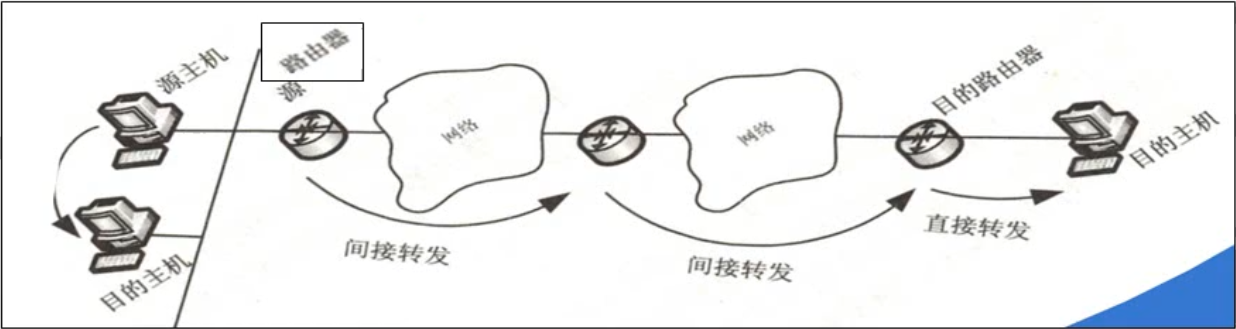 源主机
路由器
源
网络
网络
目的路由器
目的主机
目的主机
间接转发
间接转发
直接转发